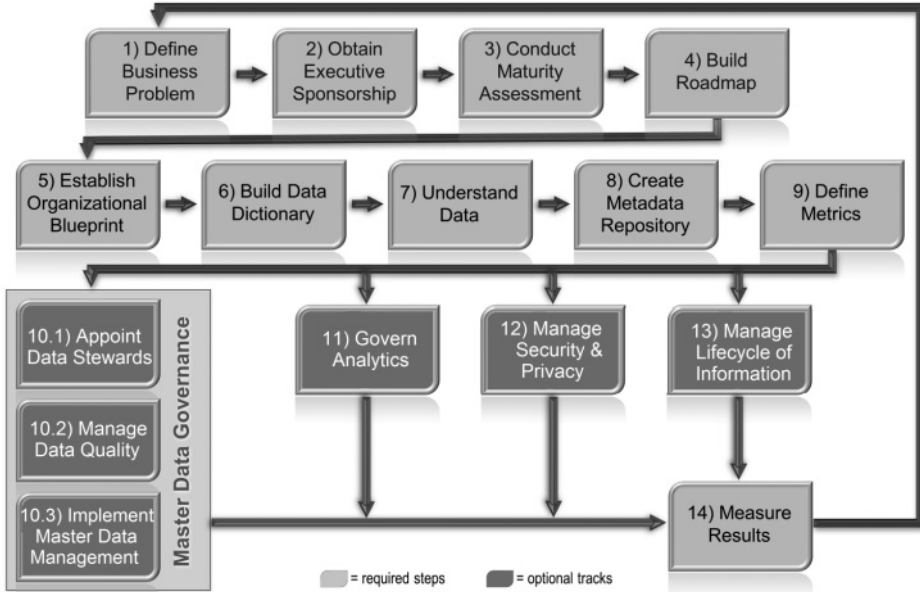 1) Define
Business
Problem
2) Obtain
Executive
Sponsorship
3) Conduct
Maturity
Assessment
4) Build
Roadmap
5) Establish
Organizational
Blueprint
6) Build Data
Dictionary
7) Understand
Data
8) Create
Metadata
Repository
9) Define
Metrics
10.1) Appoint
Data Stewards
10.2) Manage
Data Quality
10.3) Implement
Master Data
Management
Master Data Governance
11) Govern
Analytics
12) Manage
Security &
Privacy
13) Manage
Lifecycle of
Information
14) Measure
Results
= required steps
= optional tracks